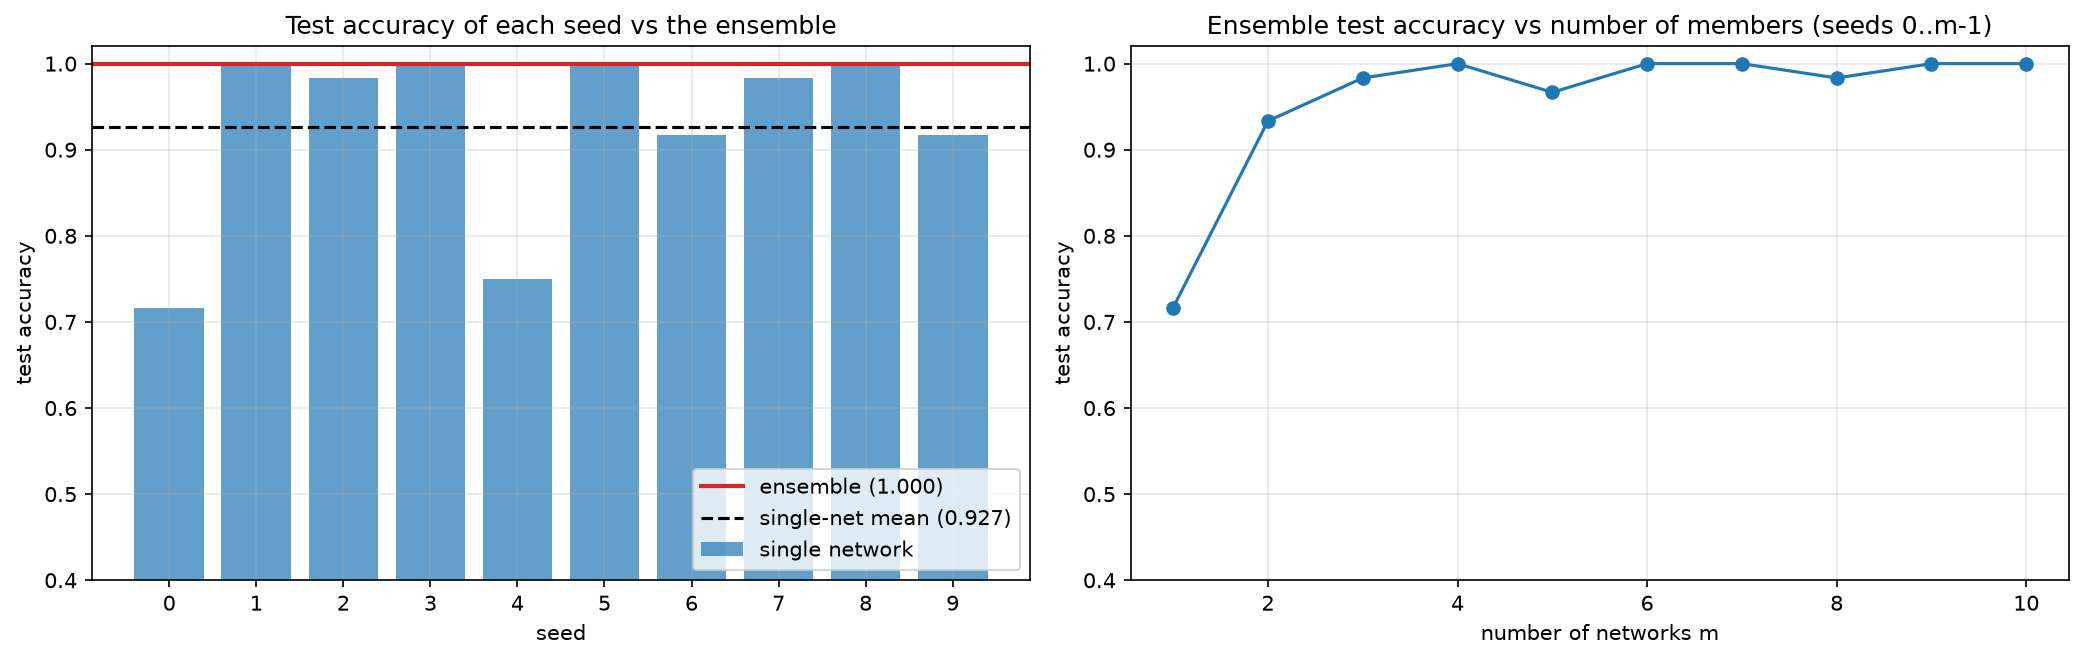 Test accuracy of each seed vs the ensemble
test accuracy
1.0
0.9
0.8
0.7
0.6
0.5
0.4
ensemble (1.000)
single-net mean (0.927)
single network
0 1 2 3 4 5 6 7 8 9
seed
Ensemble test accuracy vs number of members (seeds 0..m-1)
test accuracy
1.0
0.9
0.8
0.7
0.6
0.5
0.4
2 4 6 8 10
number of networks m